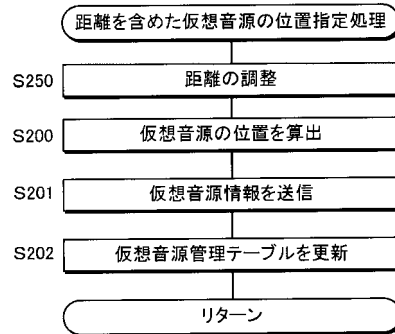 距離を含めた仮想音源の位置指定処理
S250 距離の調整
S200 仮想音源の位置を算出
S201 仮想音源情報を送信
S202 仮想音源管理テーブルを更新
リターン